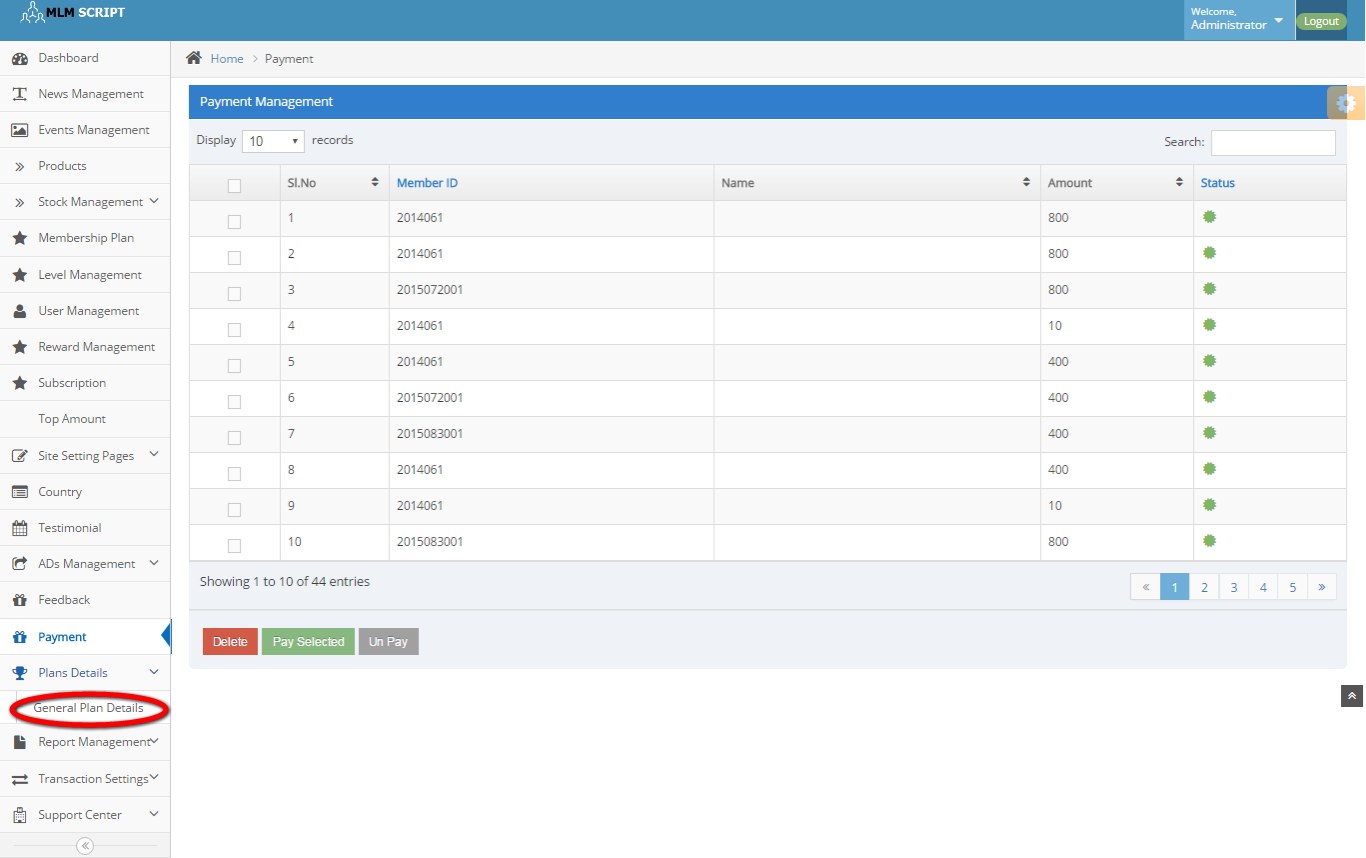 MLM SCRIPT
Welcome,
Administrator
Logout
Dashboard
News Management
Events Management
Products
Stock Management
Membership Plan
Level Management
User Management
Reward Management
Subscription
Top Amount
Site Setting Pages
Country
Testimonial
ADs Management
Feedback
Payment
Plans Details
General Plan Details
Report Management
Transaction Settings
Support Center
Home > Payment
Payment Management
Display 10 records
Search:
Sl.No Member ID Name Amount Status
1 2014061 800
2 2014061 800
3 2015072001 800
4 2014061 10
5 2014061 400
6 2015072001 400
7 2015083001 400
8 2014061 400
9 2014061 10
10 2015083001 800
Showing 1 to 10 of 44 entries
« 1 2 3 4 5 »
Delete Pay Selected Un Pay